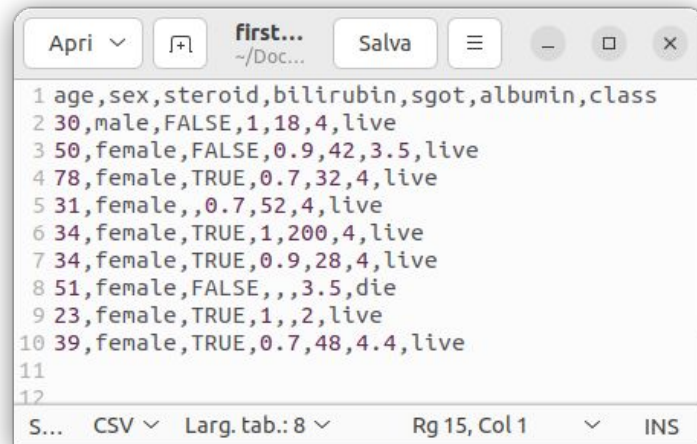 Apri
first...
~/Doc...
Salva
1 age,sex,steroid,bilirubin,sgot,albumin,class
2 30,male,FALSE,1,18,4,live
3 50,female,FALSE,0.9,42,3.5,live
4 78,female,TRUE,0.7,32,4,live
5 31,female,,0.7,52,4,live
6 34,female,TRUE,1,200,4,live
7 34,female,TRUE,0.9,28,4,live
8 51,female,FALSE,,,3.5,die
9 23,female,TRUE,1,,2,live
10 39,female,TRUE,0.7,48,4.4,live
11
12
S... CSV Larg. tab.: 8 Rg 15, Col 1 INS